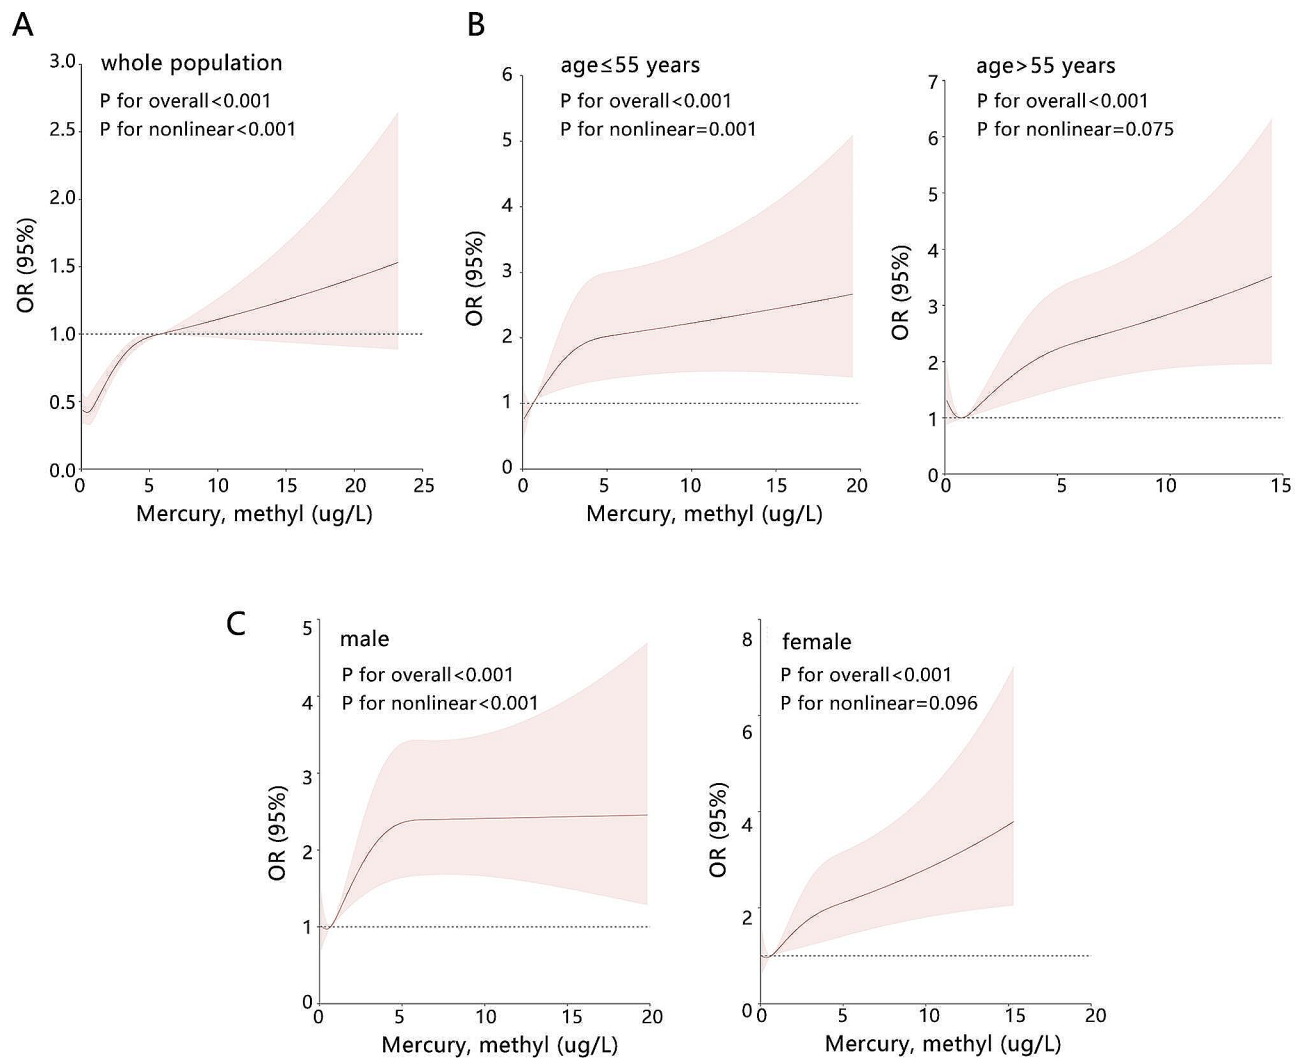 A
whole population
P for overall<0.001
P for nonlinear<0.001
OR (95%)
3.0
2.5
2.0
1.5
1.0
0.5
0.0
0 5 10 15 20 25
Mercury, methyl (ug/L)
B
age≤55 years
P for overall<0.001
P for nonlinear=0.001
OR (95%)
6
5
4
3
2
1
0
0 5 10 15 20
Mercury, methyl (ug/L)
age>55 years
P for overall<0.001
P for nonlinear=0.075
OR (95%)
7
6
5
4
3
2
1
0
0 5 10 15
C
male
P for overall<0.001
P for nonlinear<0.001
OR (95%)
5
4
3
2
1
0
0 5 10 15 20
Mercury, methyl (ug/L)
female
P for overall<0.001
P for nonlinear=0.096
OR (95%)
8
6
4
2
0
0 5 10 15 20
Mercury, methyl (ug/L)